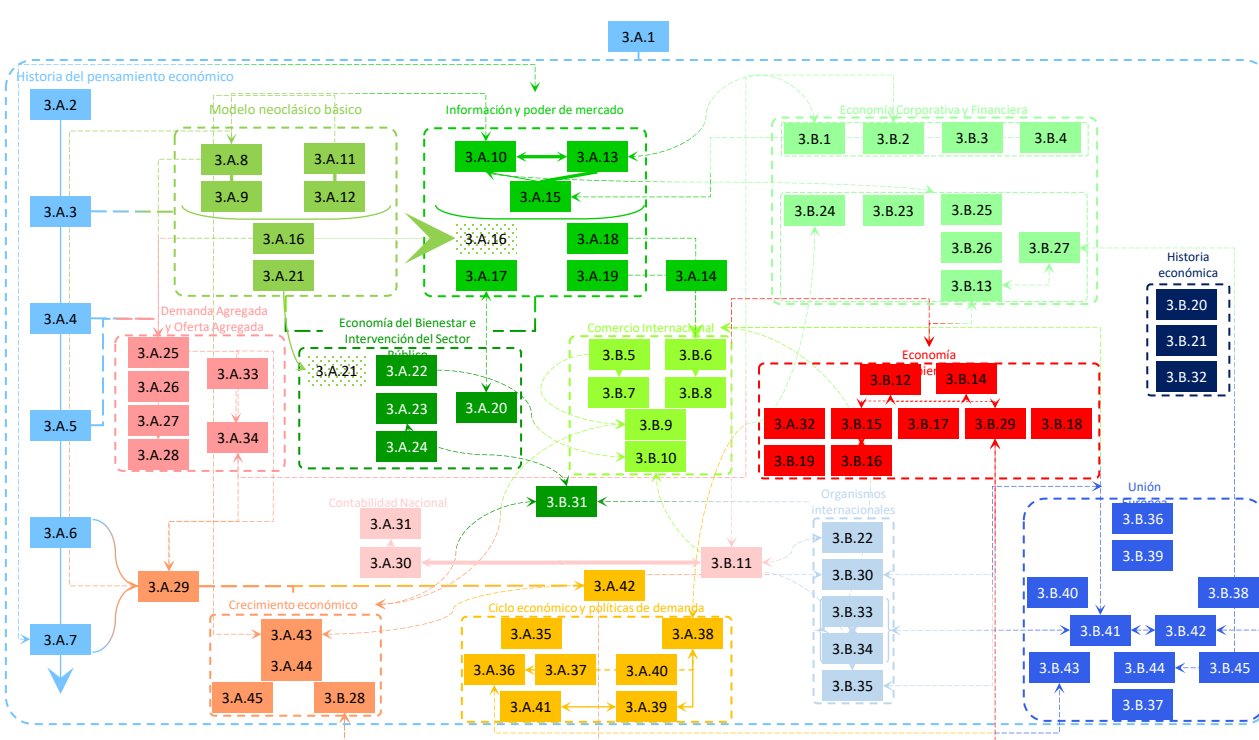 3.A.1
Historia del pensamiento económico
3.A.2
3.A.3
3.A.4
3.A.5
3.A.6
3.A.7
Modelo neoclásico básico
3.A.8
3.A.11
3.A.9
3.A.12
3.A.16
3.A.21
Información y poder de mercado
3.A.10
3.A.13
3.A.15
3.A.16
3.A.18
3.A.17
3.A.19
3.A.14
Economía Corporativa y Financiera
3.B.1
3.B.2
3.B.3
3.B.4
3.B.24
3.B.23
3.B.25
3.B.26
3.B.27
3.B.13
Historia
económica
3.B.20
3.B.21
3.B.32
Demanda Agregada
y Oferta Agregada
3.A.25
3.A.33
3.A.26
3.A.27
3.A.34
3.A.28
Economía del Bienestar e
Intervención del Sector
Público
3.A.21
3.A.22
3.A.23
3.A.20
3.A.24
3.B.31
Comercio Internacional
3.B.5
3.B.6
3.B.7
3.B.8
3.B.9
3.B.10
Economía
3.B.12
3.B.14
3.A.32
3.B.15
3.B.17
3.B.29
3.B.18
3.B.19
3.B.16
Contabilidad Nacional
3.A.31
3.A.30
3.B.11
Organismos
internacionales
3.B.22
3.B.30
3.B.33
3.B.34
3.B.35
Unión
3.B.36
3.B.39
3.B.40
3.B.38
3.B.41
3.B.42
3.B.43
3.B.44
3.B.45
3.B.37
3.A.29
3.A.42
Crecimiento económico
3.A.43
3.A.44
3.A.45
3.B.28
Ciclo económico y políticas de demanda
3.A.35
3.A.38
3.A.36
3.A.37
3.A.40
3.A.41
3.A.39